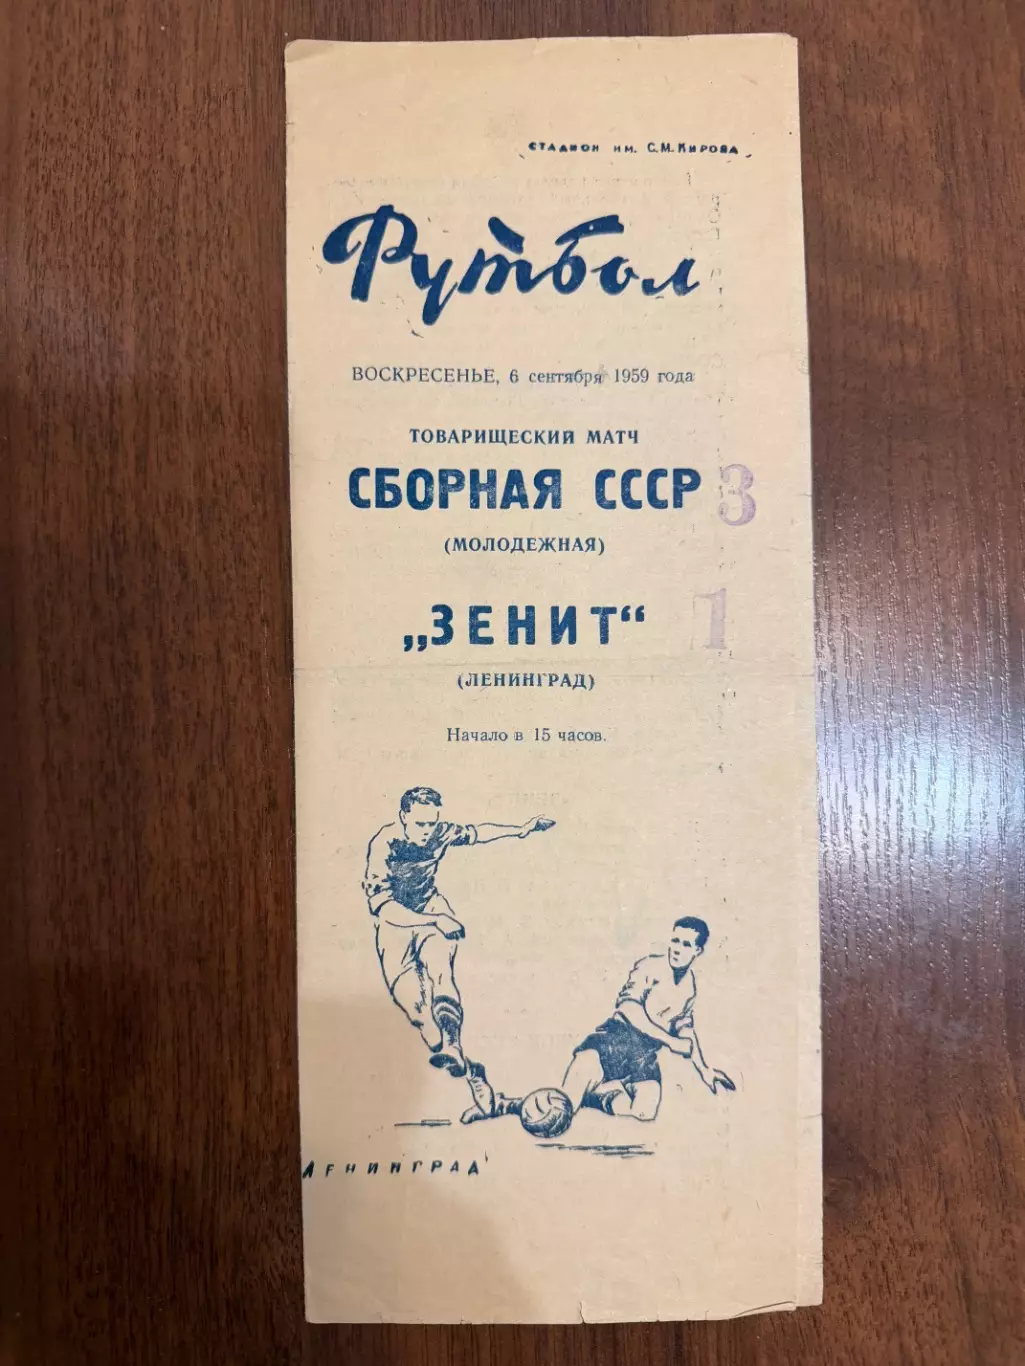 СТАДИОН ИМ. С.М.КИРОВА
Футбол
ВОСКРЕСЕНЬЕ, 6 сентября 1959 года
ТОВАРИЩЕСКИЙ МАТЧ
СБОРНАЯ СССР 3
(МОЛОДЕЖНАЯ)
„ЗЕНИТ“ 1
(ЛЕНИНГРАД)
Начало в 15 часов.
ЛЕНИНГРАД